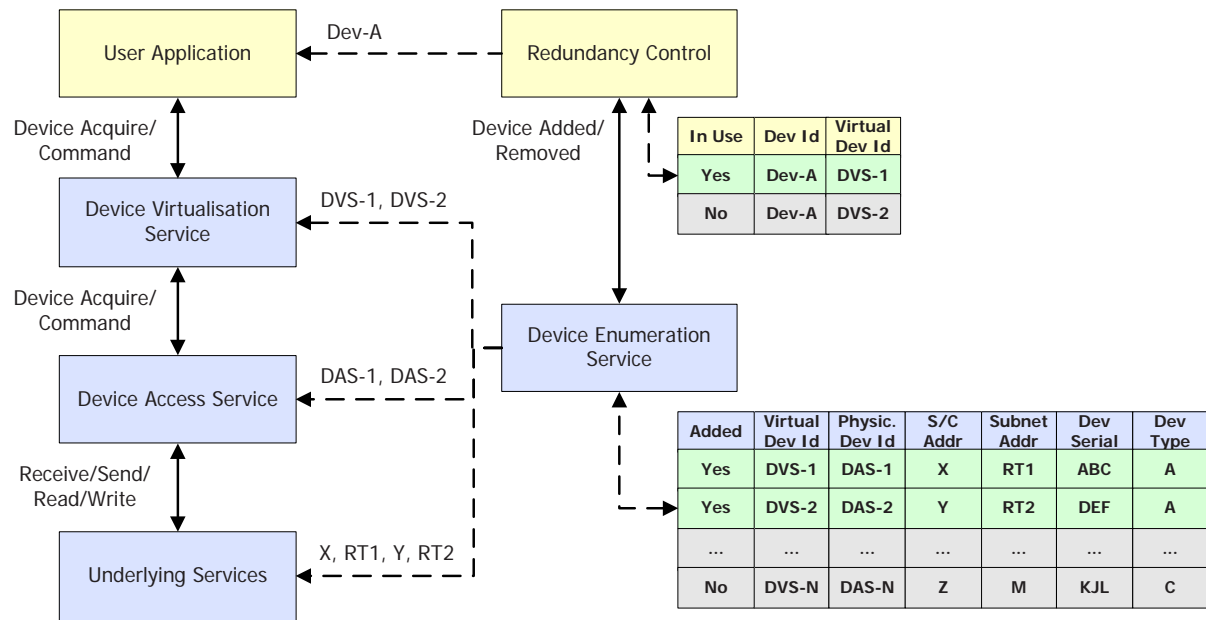 Dev-A
User Application
Redundancy Control
Device Acquire/
Command
Device Added/
Removed
In Use Dev Id Virtual
Dev Id
Yes Dev-A DVS-1
No Dev-A DVS-2
Device Virtualisation
Service
DVS-1, DVS-2
Device Acquire/
Command
Device Enumeration
Service
Device Access Service
DAS-1, DAS-2
Added Virtual Physic. S/C Subnet Dev Dev
Dev Id Dev Id Addr Addr Serial Type
Yes DVS-1 DAS-1 X RT1 ABC A
Yes DVS-2 DAS-2 Y RT2 DEF A
... ... ... ... ... ... ...
No DVS-N DAS-N Z M KJL C
Receive/Send/
Read/Write
X, RT1, Y, RT2
Underlying Services